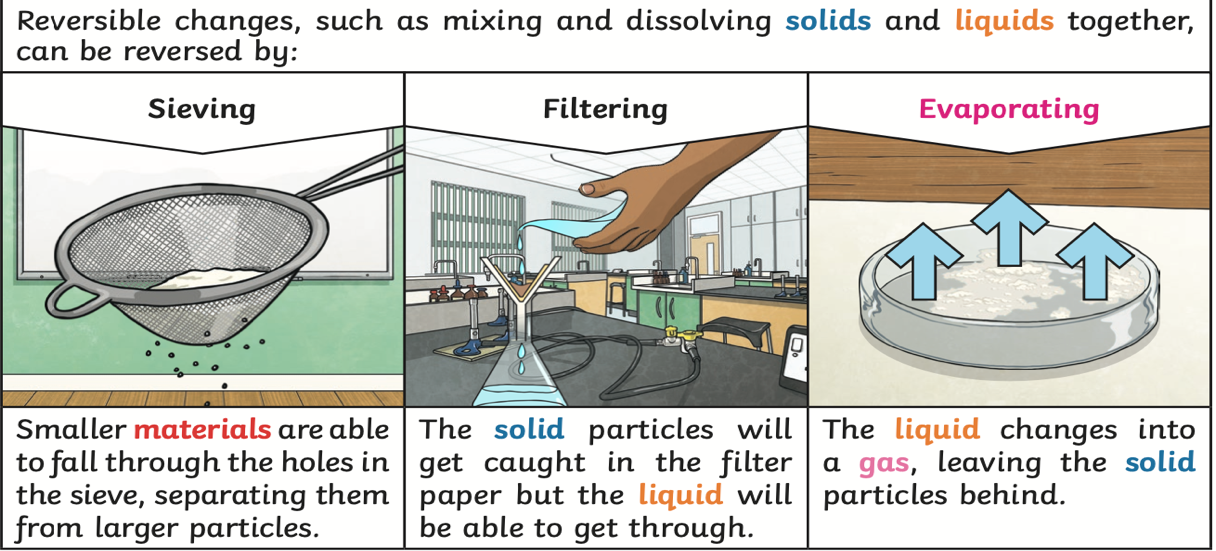 Reversible changes, such as mixing and dissolving solids and liquids together,
can be reversed by:
Sieving
Filtering
Evaporating
Smaller materials are able
to fall through the holes in
the sieve, separating them
from larger particles.
The solid particles will
get caught in the filter
paper but the liquid will
be able to get through.
The liquid changes into
a gas, leaving the solid
particles behind.